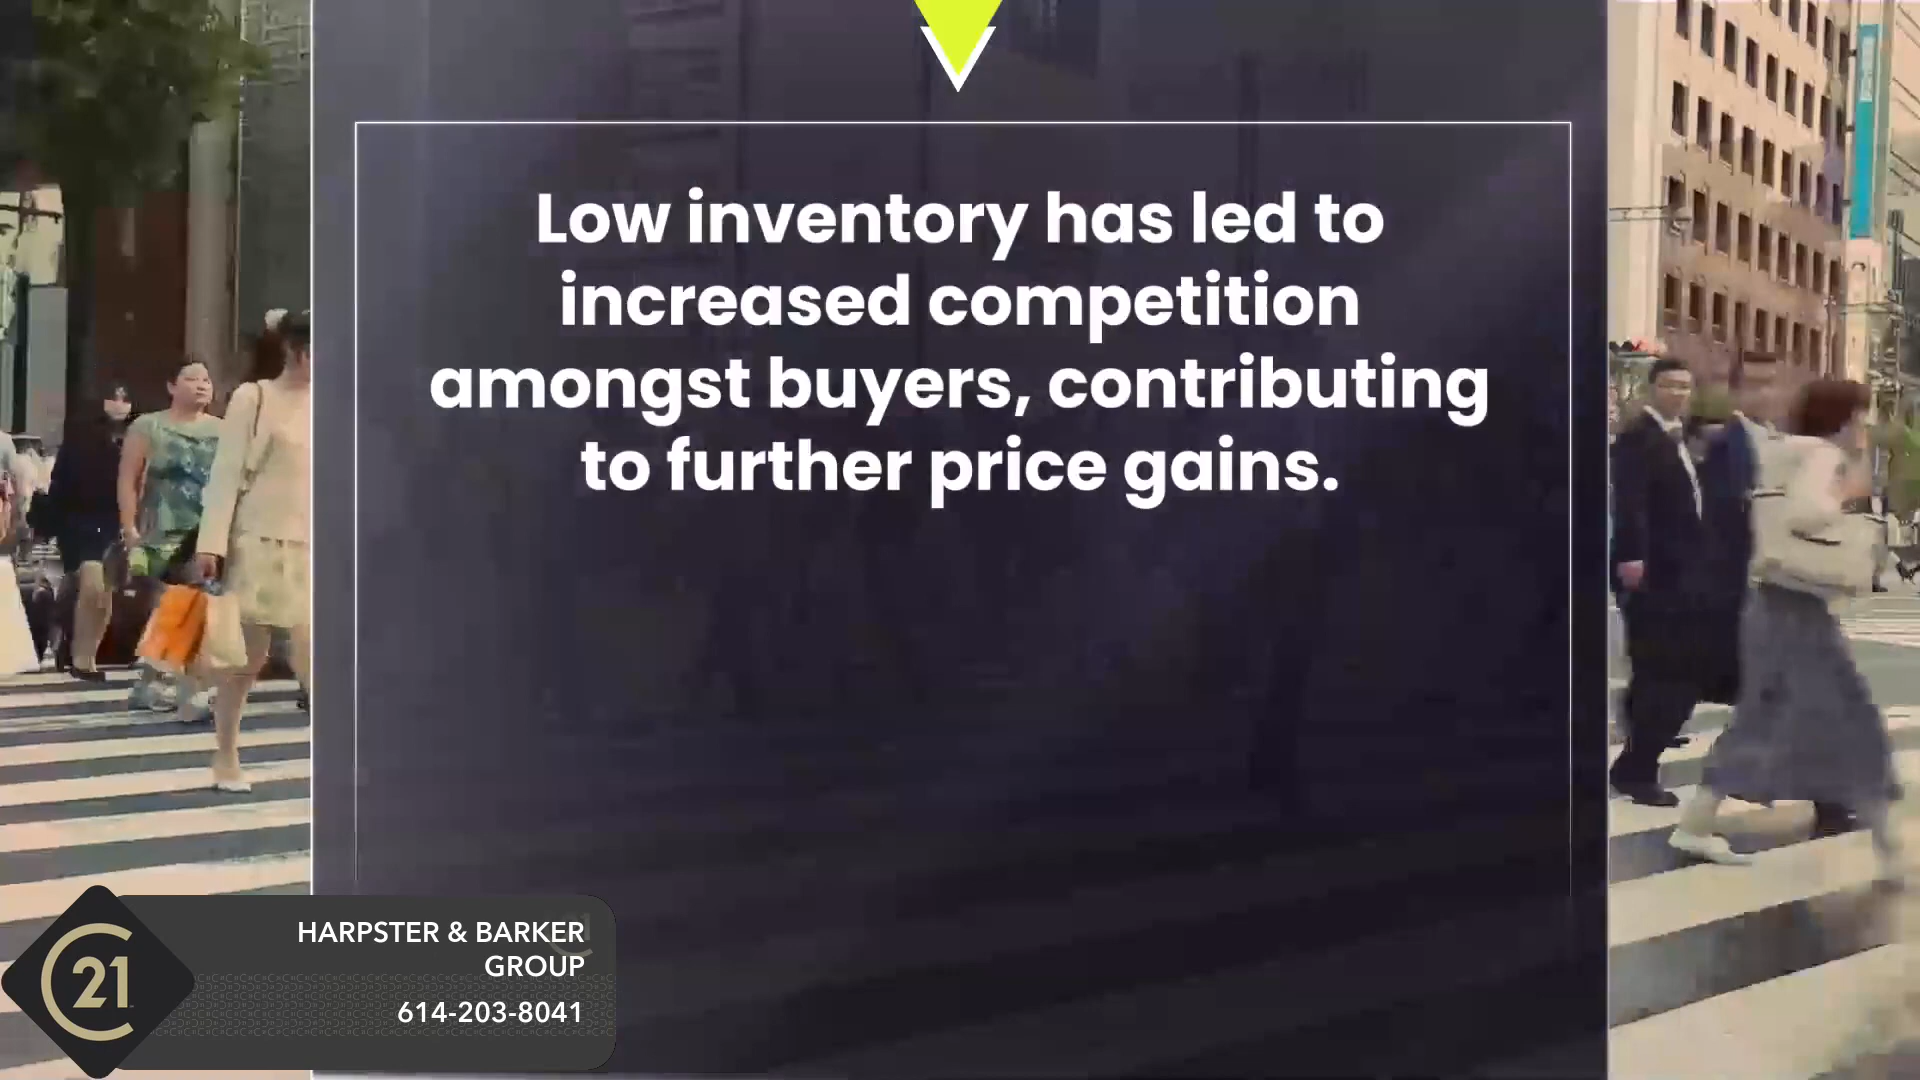 Low inventory has led to
increased competition
amongst buyers, contributing
to further price gains.
HARPSTER & BARKER
GROUP
614-203-8041
C21